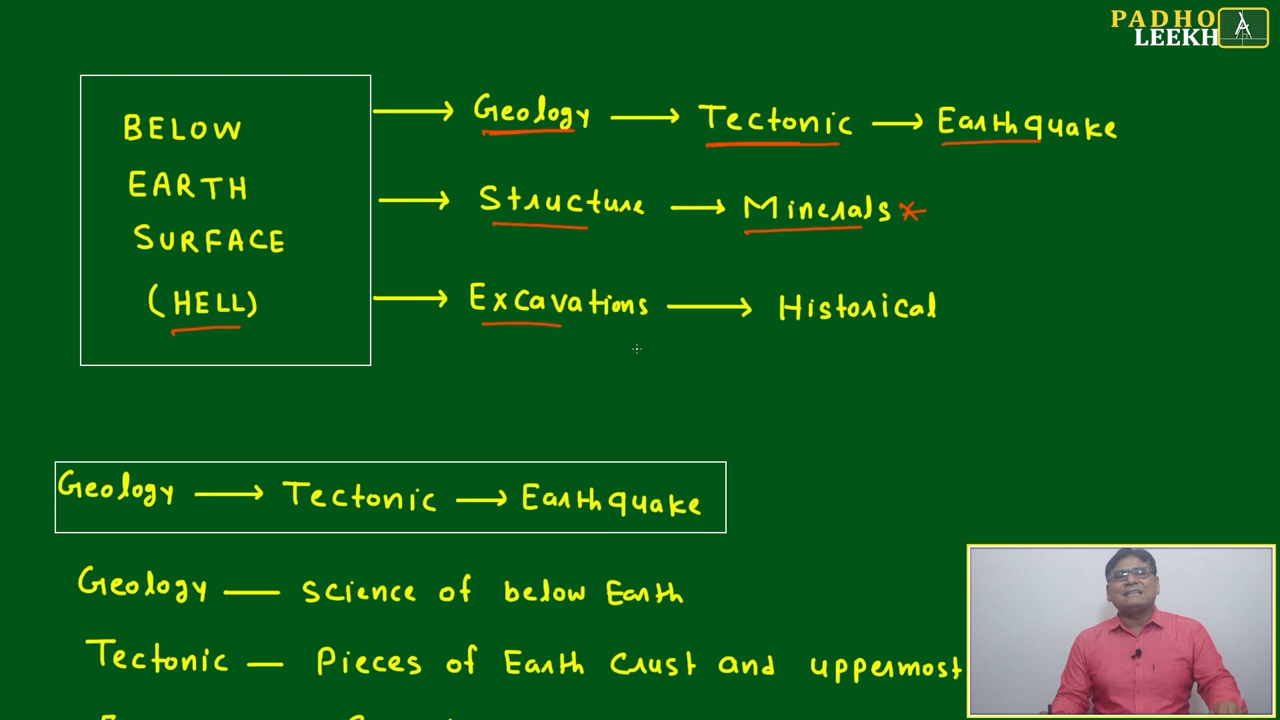 PADHO
LEEKH
BELOW
EARTH
SURFACE
(HELL)
→ Geology → Tectonic → Earthquake
→ Structure → Minerals *
→ Excavations → Historical
Geology → Tectonic → Earthquake
Geology — science of below Earth
Tectonic — Pieces of Earth Crust and uppermost